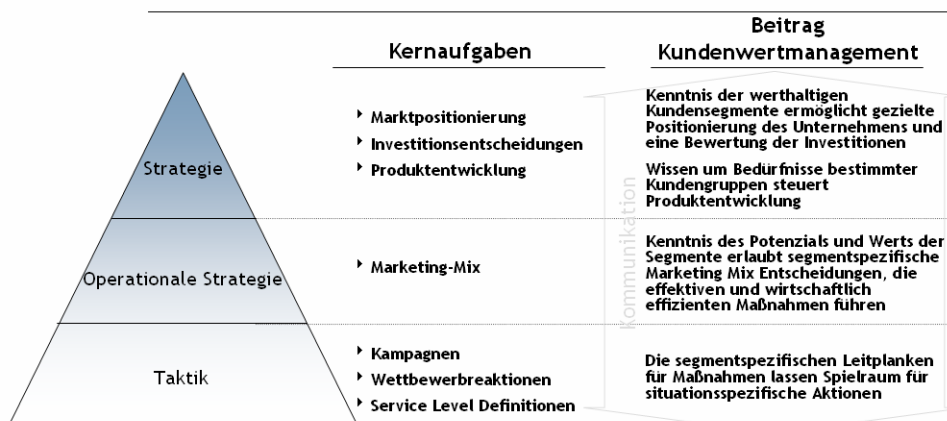 Kernaufgaben
Beitrag
Kundenwertmanagement
Strategie
Marktpositionierung
Investitionsentscheidungen
Produktentwicklung
Kenntnis der werthaltigen
Kundensegmente ermöglicht gezielte
Positionierung des Unternehmens und
eine Bewertung der Investitionen
Wissen um Bedürfnisse bestimmter
Kundengruppen steuert
Produktentwicklung
Kommunikation
Operationale Strategie
Marketing-Mix
Kenntnis des Potenzials und Werts der
Segmente erlaubt segmentspezifische
Marketing Mix Entscheidungen, die
effektiven und wirtschaftlich
effizienten Maßnahmen führen
Taktik
Kampagnen
Wettbewerbreaktionen
Service Level Definitionen
Die segmentspezifischen Leitplanken
für Maßnahmen lassen Spielraum für
situationsspezifische Aktionen